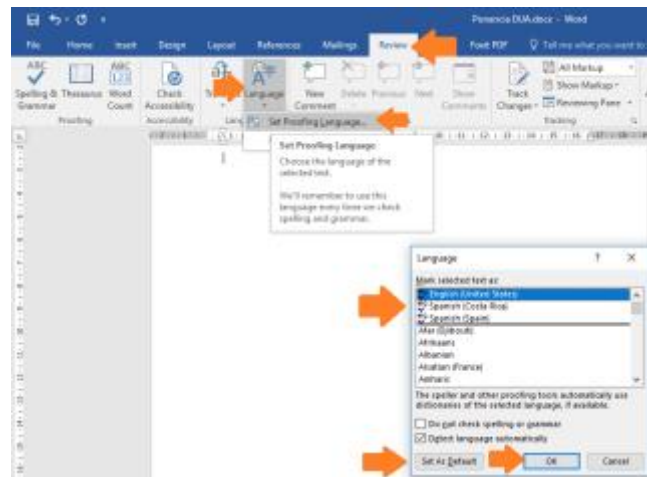 Ponencia DUA.docx - Word
File Home Insert Design Layout References Mailings Review Foxit PDF Tell me what you want to
ABC
ABC
123
Spelling & Grammar
Thesaurus
Word Count
Check Accessibility
Language
New Comment
Delete
Previous
Next
Show Comments
Track Changes
All Markup
Show Markup
Reviewing Pane
Proofing
Accessibility
Tracking
Set Proofing Language...
Set Proofing Language
Choose the language of the
selected text.
We'll remember to use this
language every time we check
spelling and grammar.
Language ? X
Mark selected text as:
English (United States)
Spanish (Costa Rica)
Spanish (Spain)
Afar (Djibouti)
Afrikaans
Albanian
Alsatian (France)
Amharic
The speller and other proofing tools automatically use
dictionaries of the selected language, if available.
Do not check spelling or grammar
Detect language automatically
Set As Default OK Cancel